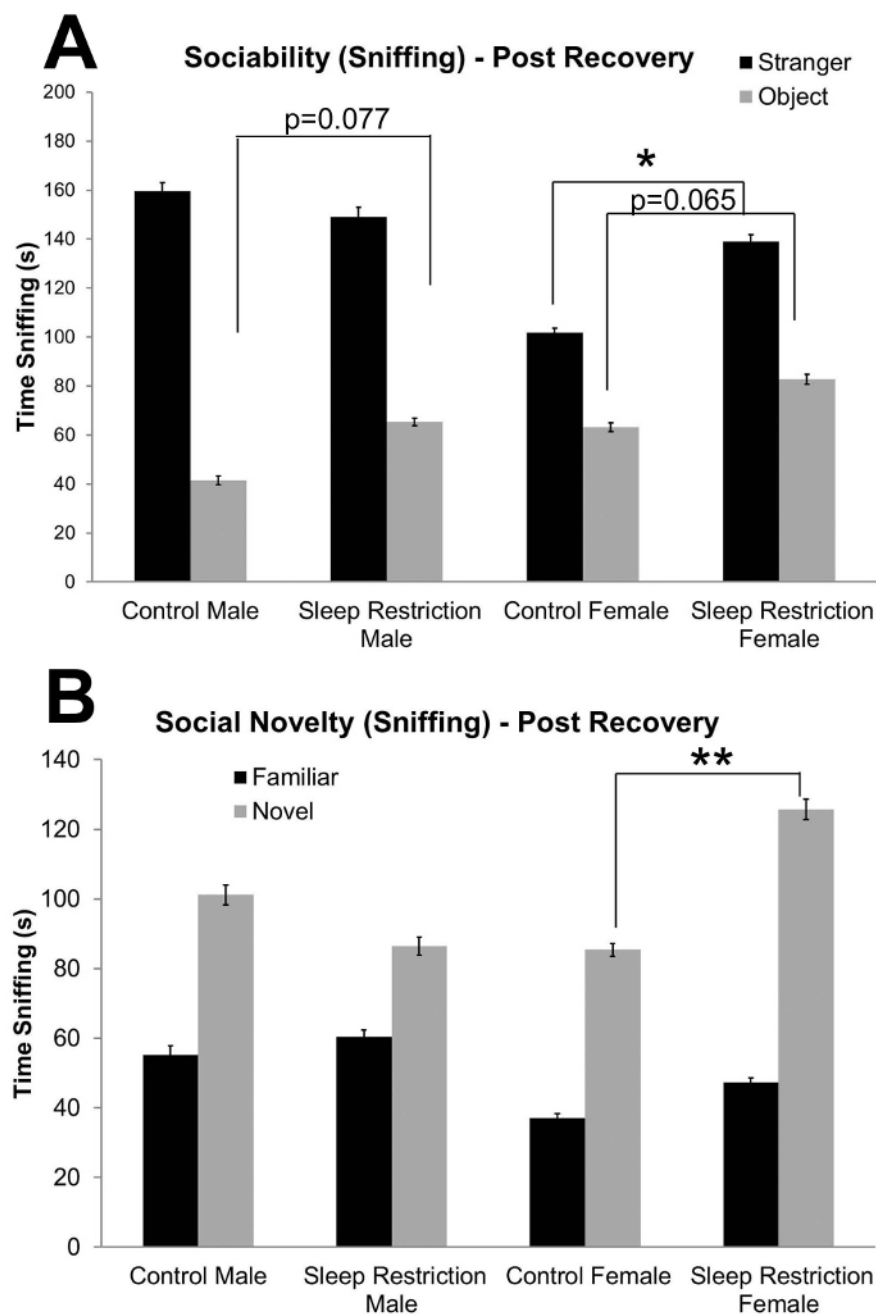 A
Sociability (Sniffing) - Post Recovery
Stranger
Object
p=0.077
*
p=0.065
Time Sniffing (s)
200
180
160
140
120
100
80
60
40
20
0
Control Male
Sleep Restriction
Male
Control Female
Sleep Restriction
Female
B
Social Novelty (Sniffing) - Post Recovery
Familiar
Novel
**
Time Sniffing (s)
140
120
100
80
60
40
20
0
Control Male
Sleep Restriction
Male
Control Female
Sleep Restriction
Female